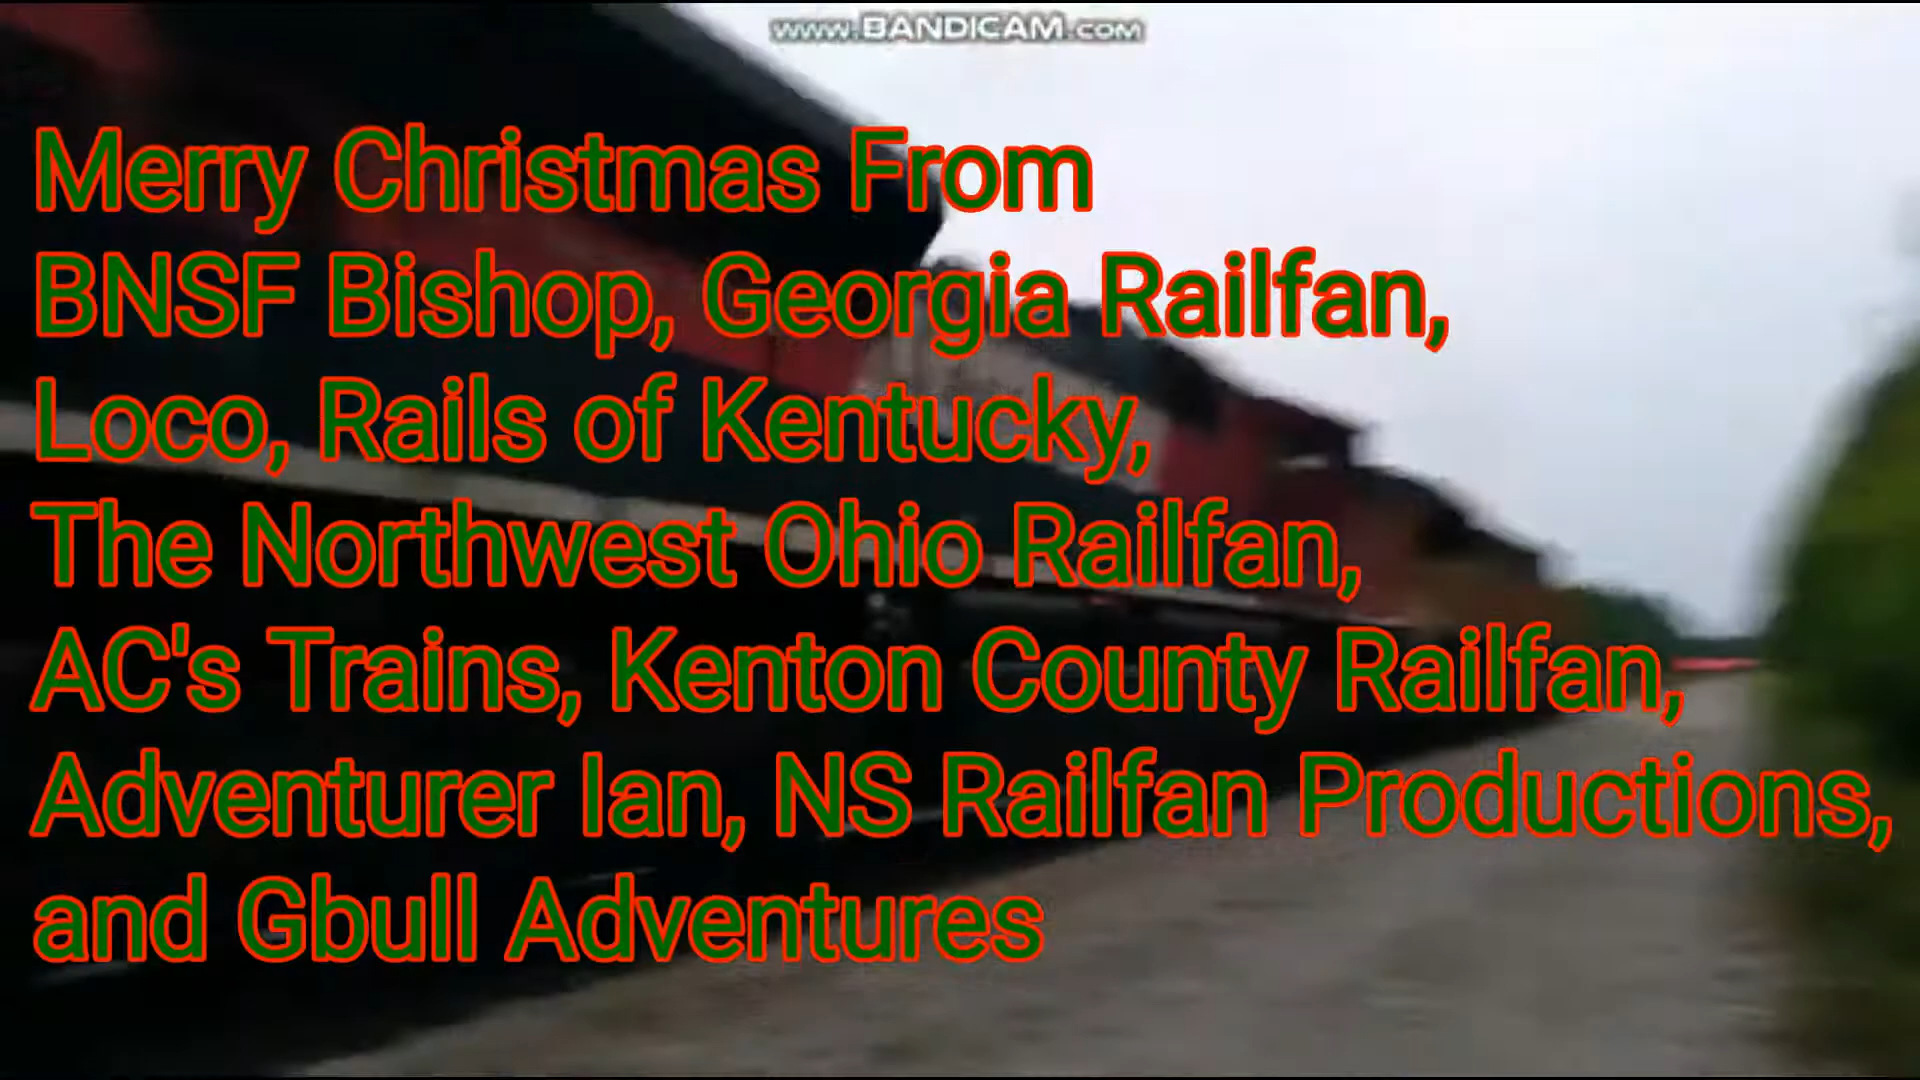 www.BANDICAM.com
Merry Christmas From
BNSF Bishop, Georgia Railfan,
Loco, Rails of Kentucky,
The Northwest Ohio Railfan,
AC's Trains, Kenton County Railfan,
Adventurer Ian, NS Railfan Productions,
and Gbull Adventures